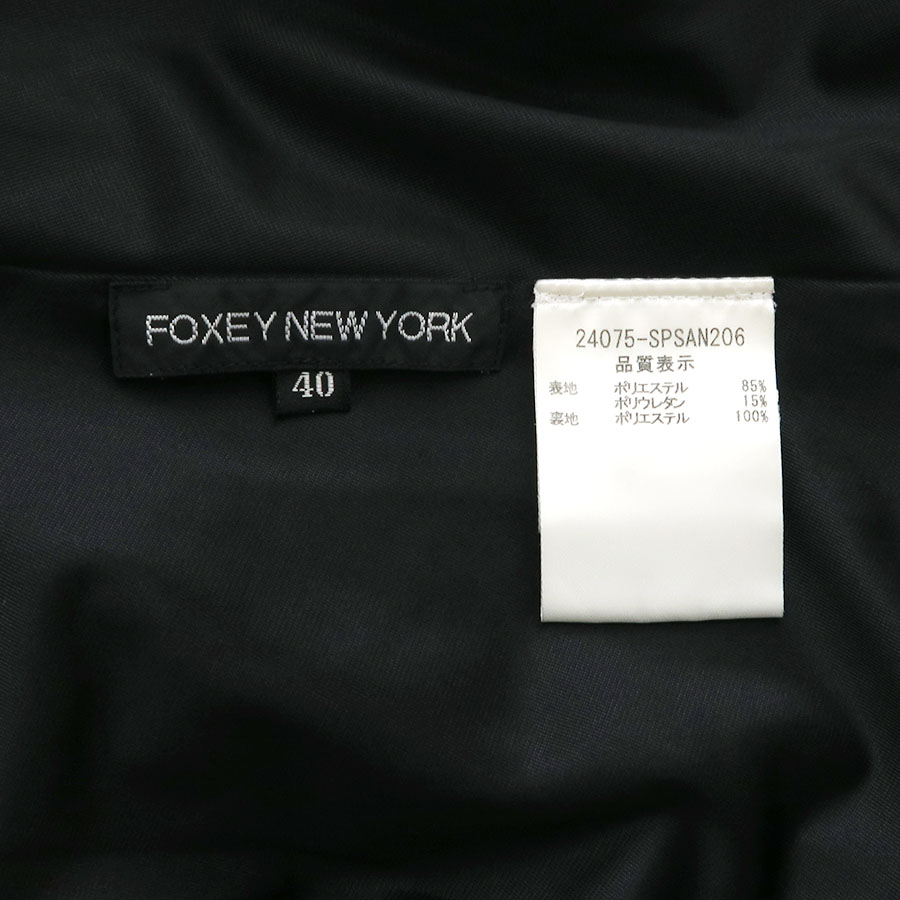 FOXEY NEW YORK
40
24075-SPSAN206
品質表示
表地 ポリエステル 85%
ポリウレタン 15%
裏地 ポリエステル 100%